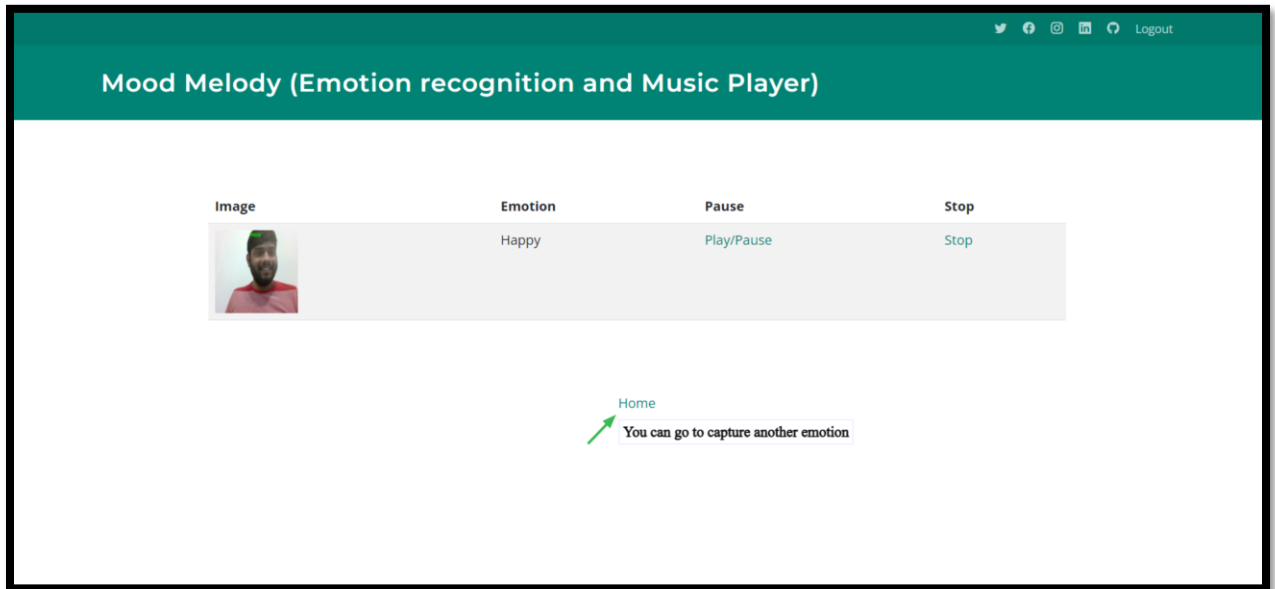 Logout
Mood Melody (Emotion recognition and Music Player)
Image Emotion Pause Stop
Happy Play/Pause Stop
Home
You can go to capture another emotion